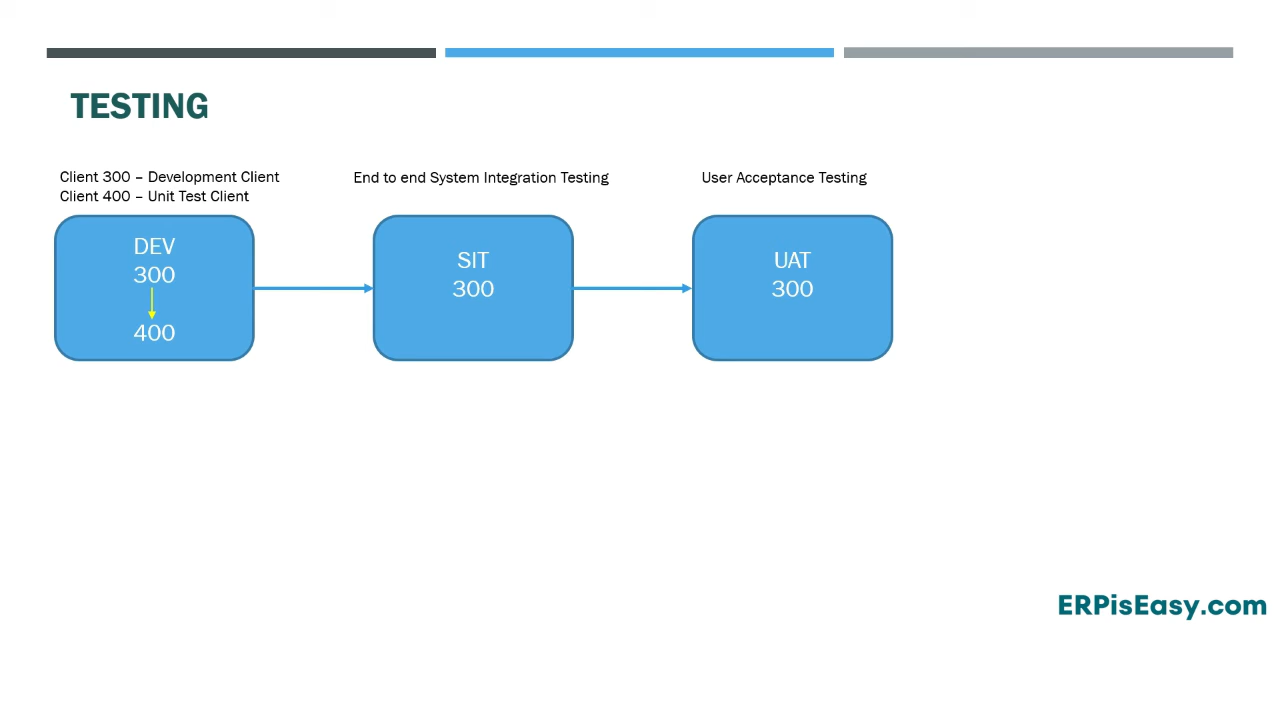 TESTING
Client 300 – Development Client
Client 400 – Unit Test Client
End to end System Integration Testing
User Acceptance Testing
DEV
300
400
SIT
300
UAT
300
ERPisEasy.com